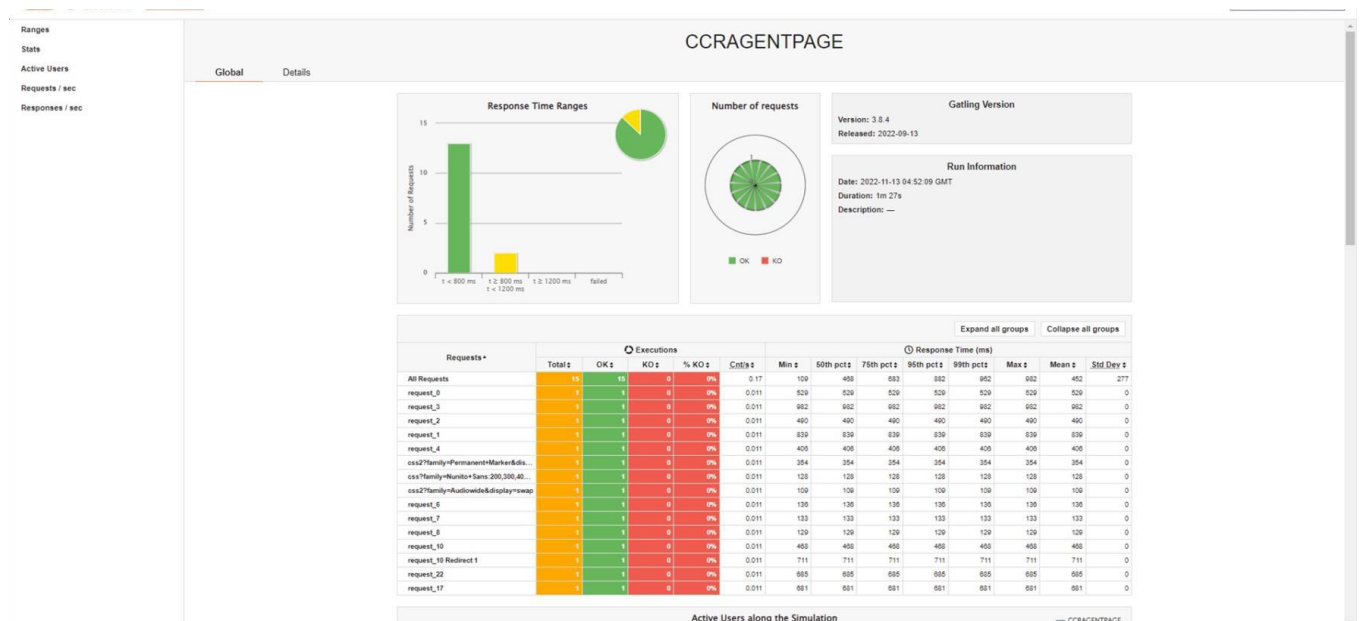 Ranges
Stats
Active Users
Requests / sec
Responses / sec
CCRAGENTPAGE
Global Details
Response Time Ranges
15
10
5
0
Number of Requests
t < 800 ms t ≥ 800 ms t < 1200 ms t ≥ 1200 ms failed
Number of requests
OK KO
Gatling Version
Version: 3.8.4
Released: 2022-09-13
Run Information
Date: 2022-11-13 04:52:09 GMT
Duration: 1m 27s
Description: —
Expand all groups Collapse all groups
Requests Executions Response Time (ms)
Total OK KO % KO Cnt/s Min 50th pct 75th pct 95th pct 99th pct Max Mean Std Dev
All Requests 15 15 0 0% 0.17 109 468 683 882 962 982 452 277
request_0 1 1 0 0% 0.011 529 529 529 529 529 529 529 0
request_3 1 1 0 0% 0.011 982 982 982 982 982 982 982 0
request_2 1 1 0 0% 0.011 490 490 490 490 490 490 490 0
request_1 1 1 0 0% 0.011 839 839 839 839 839 839 839 0
request_4 1 1 0 0% 0.011 406 406 406 406 406 406 406 0
css2?family=Permanent+Marker&dis... 1 1 0 0% 0.011 354 354 354 354 354 354 354 0
css?family=Nunito+Sans:200,300,40... 1 1 0 0% 0.011 128 128 128 128 128 128 128 0
css2?family=Audiowide&display=swap 1 1 0 0% 0.011 109 109 109 109 109 109 109 0
request_6 1 1 0 0% 0.011 136 136 136 136 136 136 136 0
request_7 1 1 0 0% 0.011 133 133 133 133 133 133 133 0
request_8 1 1 0 0% 0.011 129 129 129 129 129 129 129 0
request_10 1 1 0 0% 0.011 468 468 468 468 468 468 468 0
request_10 Redirect 1 1 1 0 0% 0.011 711 711 711 711 711 711 711 0
request_22 1 1 0 0% 0.011 685 685 685 685 685 685 685 0
request_17 1 1 0 0% 0.011 681 681 681 681 681 681 681 0
Active Users along the Simulation
CCRAGENTPAGE